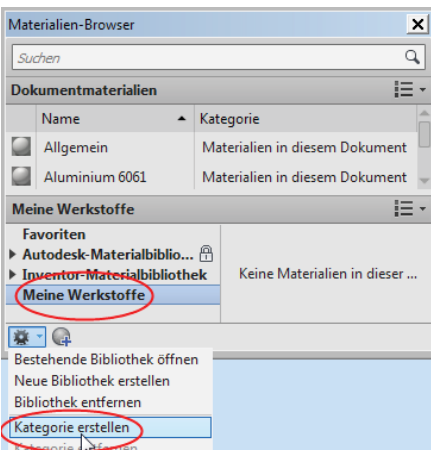 Materialien-Browser
Suchen
Dokumentmaterialien
Name Kategorie
Allgemein Materialien in diesem Dokument
Aluminium 6061 Materialien in diesem Dokument
Meine Werkstoffe
Favoriten
Autodesk-Materialbiblio...
Inventor-Materialbibliothek Keine Materialien in dieser ...
Meine Werkstoffe
Bestehende Bibliothek öffnen
Neue Bibliothek erstellen
Bibliothek entfernen
Kategorie erstellen
Kategorie entfernen